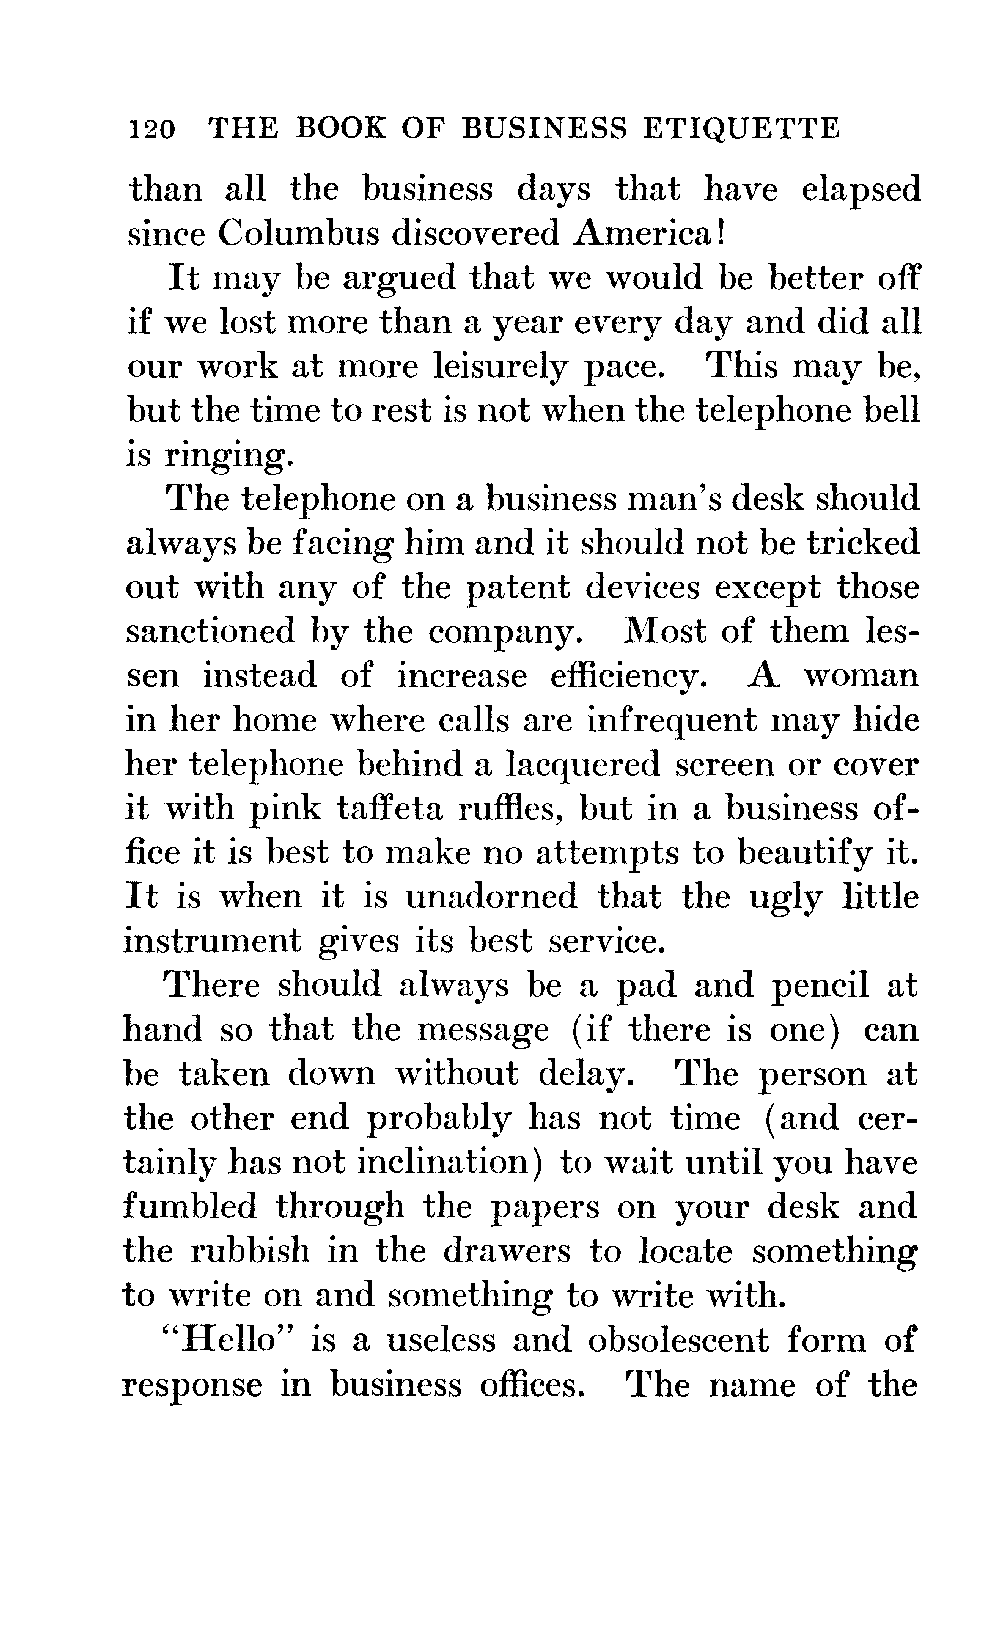 120 THE BOOK OF BUSINESS ETIQUETTE
than all the business days that have elapsed
since Columbus discovered America!
It may be argued that we would be better off
if we lost more than a year every day and did all
our work at more leisurely pace. This may be,
but the time to rest is not when the telephone bell
is ringing.
The telephone on a business man's desk should
always be facing him and it should not be tricked
out with any of the patent devices except those
sanctioned by the company. Most of them les-
sen instead of increase efficiency. A woman
in her home where calls are infrequent may hide
her telephone behind a lacquered screen or cover
it with pink taffeta ruffles, but in a business of-
fice it is best to make no attempts to beautify it.
It is when it is unadorned that the ugly little
instrument gives its best service.
There should always be a pad and pencil at
hand so that the message (if there is one) can
be taken down without delay. The person at
the other end probably has not time (and cer-
tainly has not inclination) to wait until you have
fumbled through the papers on your desk and
the rubbish in the drawers to locate something
to write on and something to write with.
"Hello" is a useless and obsolescent form of
response in business offices. The name of the